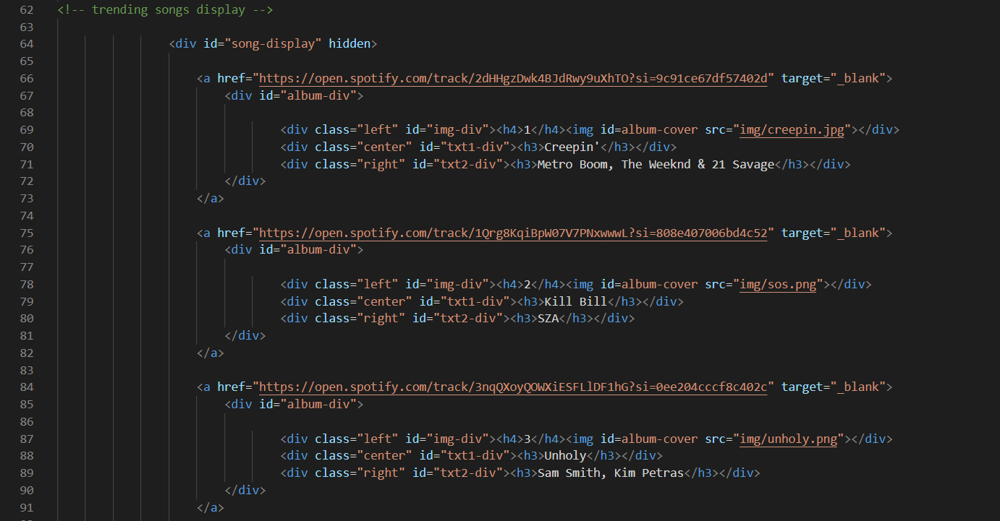 62 <!-- trending songs display -->
63
64 <div id="song-display" hidden>
65
66 <a href="https://open.spotify.com/track/2dHHgzDwk4BJdRwy9uXhTO?si=9c91ce67df57402d" target="_blank">
67 <div id="album-div">
68
69 <div class="left" id="img-div"><h4>1</h4><img id=album-cover src="img/creepin.jpg"></div>
70 <div class="center" id="txt1-div"><h3>Creepin'</h3></div>
71 <div class="right" id="txt2-div"><h3>Metro Boom, The Weeknd & 21 Savage</h3></div>
72 </div>
73 </a>
74
75 <a href="https://open.spotify.com/track/1Qrg8KqiBpW07V7PNxwwwL?si=808e407006bd4c52" target="_blank">
76 <div id="album-div">
77
78 <div class="left" id="img-div"><h4>2</h4><img id=album-cover src="img/sos.png"></div>
79 <div class="center" id="txt1-div"><h3>Kill Bill</h3></div>
80 <div class="right" id="txt2-div"><h3>SZA</h3></div>
81 </div>
82 </a>
83
84 <a href="https://open.spotify.com/track/3nqQXoyQOWXiESFLlDF1hG?si=0ee204cccf8c402c" target="_blank">
85 <div id="album-div">
86
87 <div class="left" id="img-div"><h4>3</h4><img id=album-cover src="img/unholy.png"></div>
88 <div class="center" id="txt1-div"><h3>Unholy</h3></div>
89 <div class="right" id="txt2-div"><h3>Sam Smith, Kim Petras</h3></div>
90 </div>
91 </a>